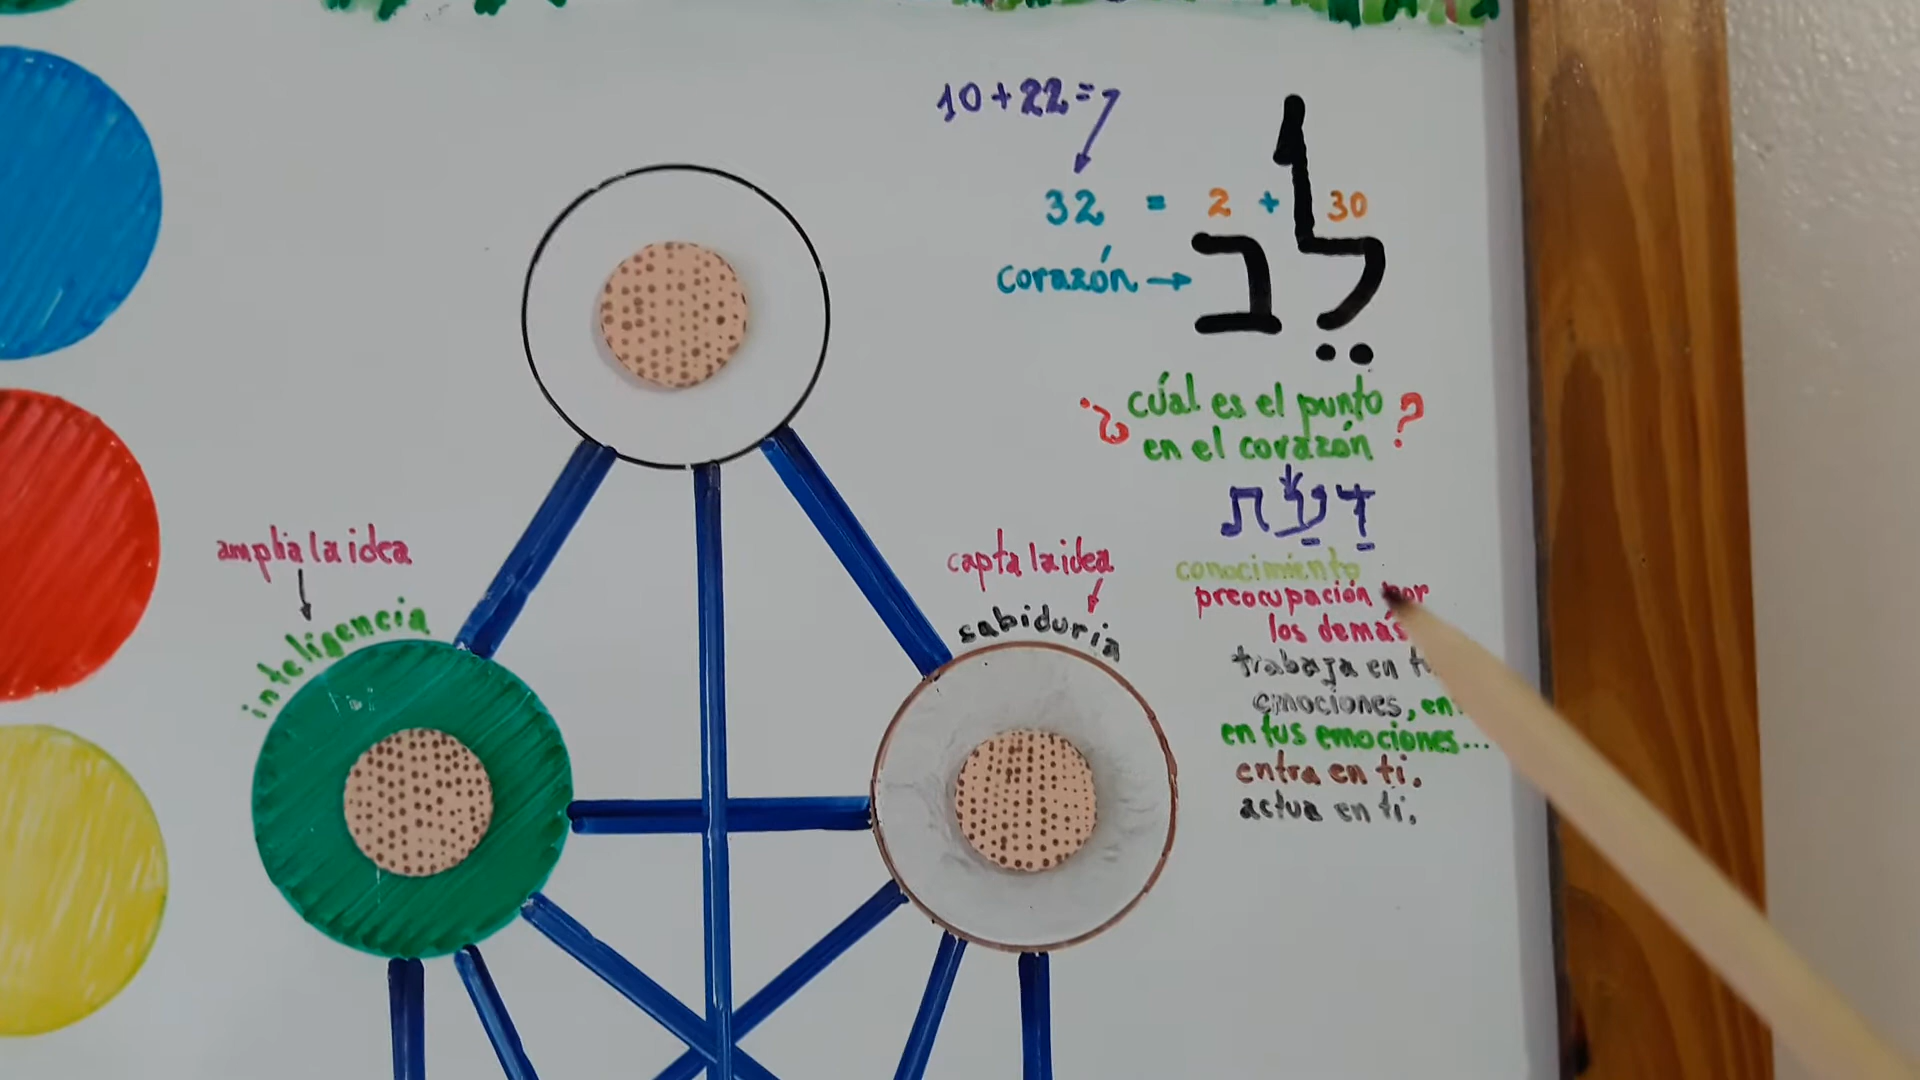 10+22=
32 = 2 + 30
corazón → לֵב
¿ cúal es el punto
en el corazón ?
דַעַת
conocimiento
preocupación por
los demás
trabaja en
emociones, en
en tus emociones...
entra en ti.
actua en ti.
amplia la idea
inteligencia
capta la idea
sabiduria